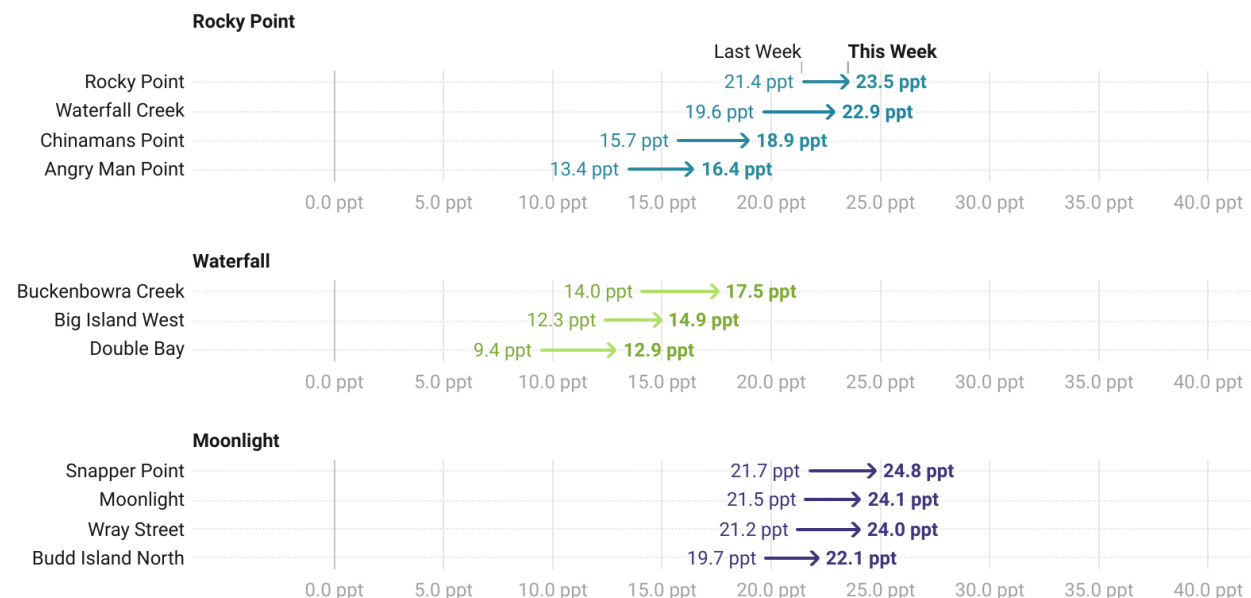 Rocky Point
Last Week This Week
Rocky Point 21.4 ppt 23.5 ppt
Waterfall Creek 19.6 ppt 22.9 ppt
Chinamans Point 15.7 ppt 18.9 ppt
Angry Man Point 13.4 ppt 16.4 ppt
0.0 ppt 5.0 ppt 10.0 ppt 15.0 ppt 20.0 ppt 25.0 ppt 30.0 ppt 35.0 ppt 40.0 ppt
Waterfall
Buckenbowra Creek 14.0 ppt 17.5 ppt
Big Island West 12.3 ppt 14.9 ppt
Double Bay 9.4 ppt 12.9 ppt
0.0 ppt 5.0 ppt 10.0 ppt 15.0 ppt 20.0 ppt 25.0 ppt 30.0 ppt 35.0 ppt 40.0 ppt
Moonlight
Snapper Point 21.7 ppt 24.8 ppt
Moonlight 21.5 ppt 24.1 ppt
Wray Street 21.2 ppt 24.0 ppt
Budd Island North 19.7 ppt 22.1 ppt
0.0 ppt 5.0 ppt 10.0 ppt 15.0 ppt 20.0 ppt 25.0 ppt 30.0 ppt 35.0 ppt 40.0 ppt